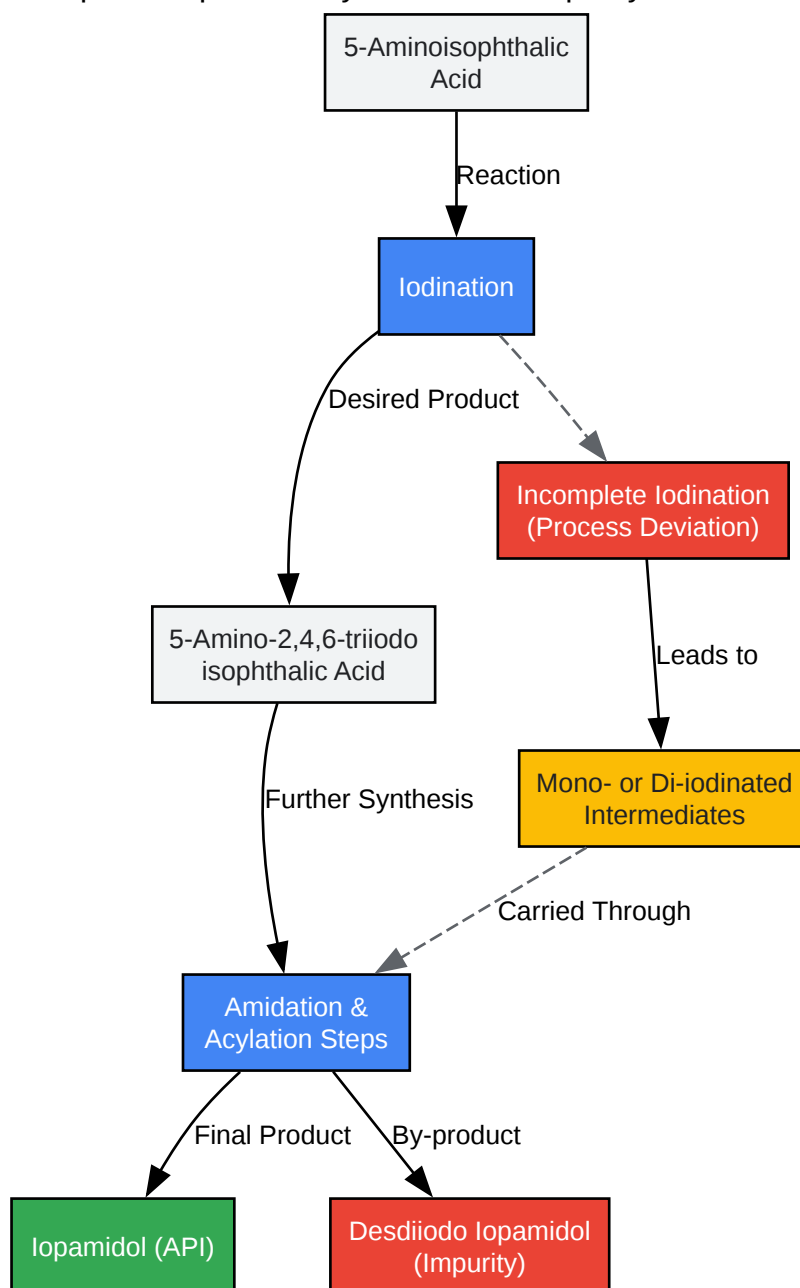 5-Aminoisophthalic
Acid
Reaction
Iodination
Desired Product
Incomplete Iodination
(Process Deviation)
5-Amino-2,4,6-triiodo
isophthalic Acid
Leads to
Mono- or Di-iodinated
Intermediates
Further Synthesis
Carried Through
Amidation &
Acylation Steps
Final Product
By-product
Iopamidol (API)
Desdiiodo Iopamidol
(Impurity)